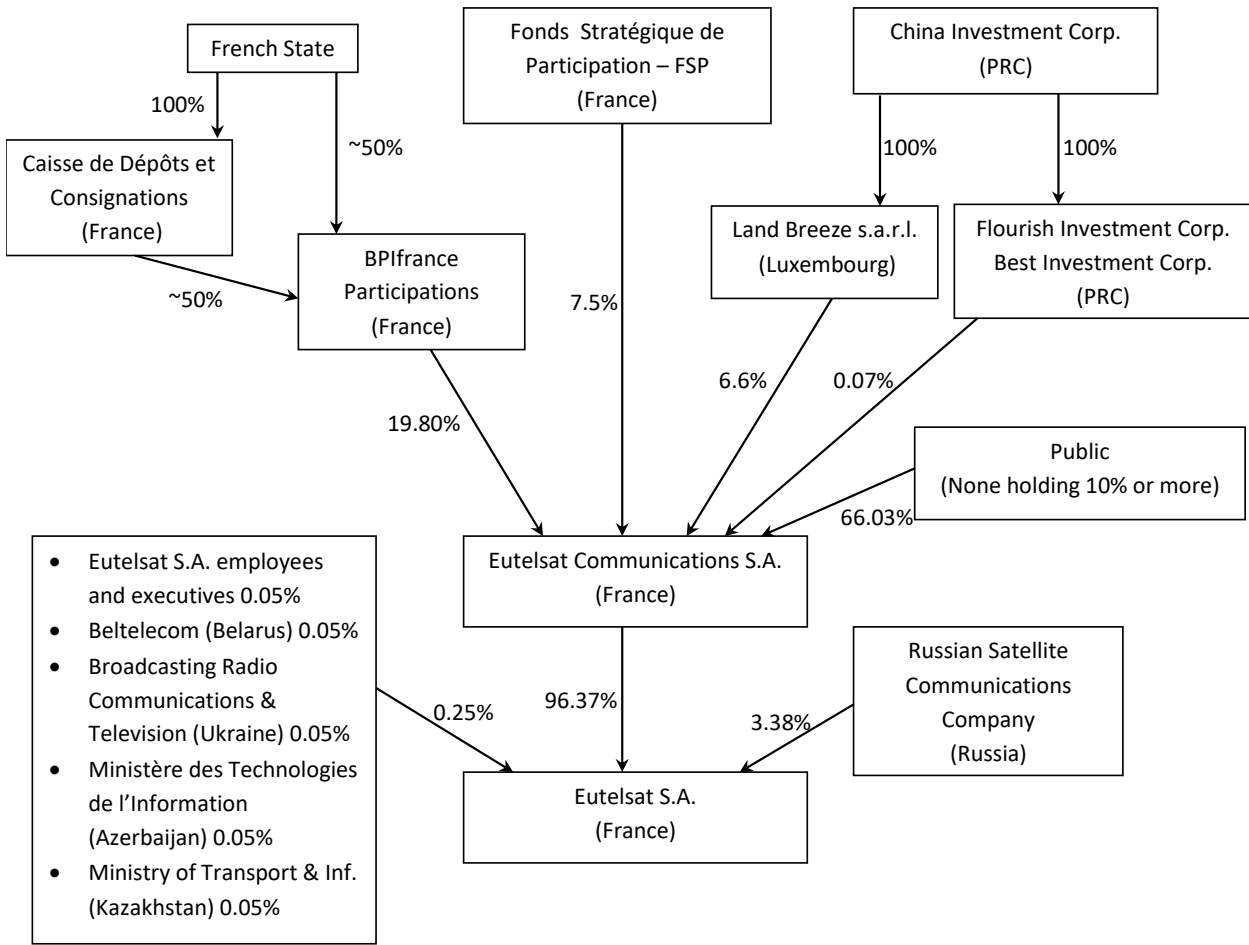 French State
Fonds Stratégique de
Participation – FSP
(France)
China Investment Corp.
(PRC)
100%
~50%
100%
100%
Caisse de Dépôts et
Consignations
(France)
Land Breeze s.a.r.l.
(Luxembourg)
Flourish Investment Corp.
Best Investment Corp.
(PRC)
~50%
BPIfrance
Participations
(France)
7.5%
6.6%
0.07%
19.80%
Public
(None holding 10% or more)
66.03%
Eutelsat Communications S.A.
(France)
• Eutelsat S.A. employees
and executives 0.05%
• Beltelecom (Belarus) 0.05%
• Broadcasting Radio
Communications &
Television (Ukraine) 0.05%
• Ministère des Technologies
de l’Information
(Azerbaijan) 0.05%
• Ministry of Transport & Inf.
(Kazakhstan) 0.05%
0.25%
96.37%
3.38%
Russian Satellite
Communications
Company
(Russia)
Eutelsat S.A.
(France)